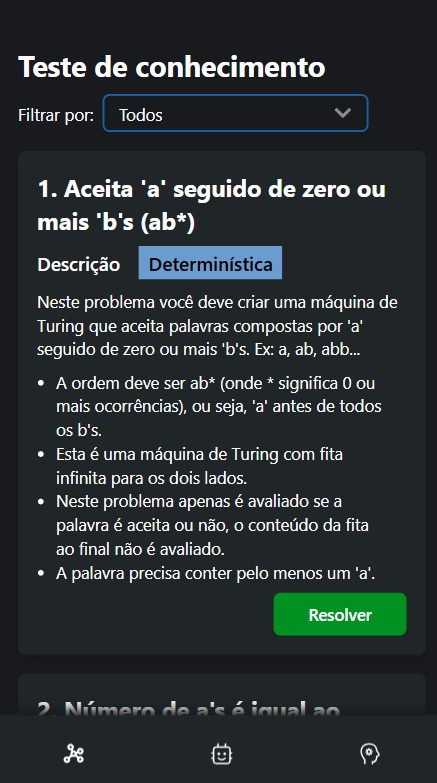 Teste de conhecimento
Filtrar por: Todos
1. Aceita 'a' seguido de zero ou
mais 'b's (ab*)
Descrição Determinística
Neste problema você deve criar uma máquina de
Turing que aceita palavras compostas por 'a'
seguido de zero ou mais 'b's. Ex: a, ab, abb...
• A ordem deve ser ab* (onde * significa 0 ou
mais ocorrências), ou seja, 'a' antes de todos
os b's.
• Esta é uma máquina de Turing com fita
infinita para os dois lados.
• Neste problema apenas é avaliado se a
palavra é aceita ou não, o conteúdo da fita
ao final não é avaliado.
• A palavra precisa conter pelo menos um 'a'.
Resolver
2. Número de a's é igual ao